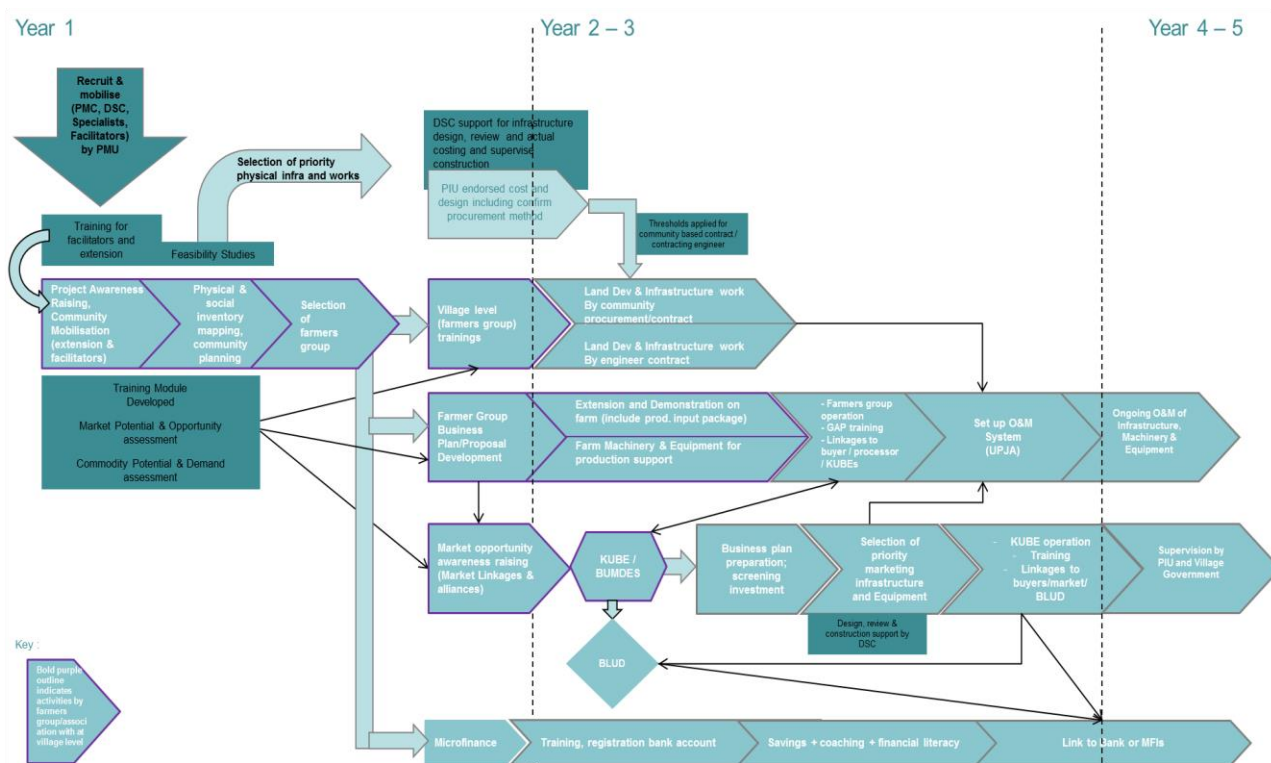 Year 1
Year 2 – 3
Year 4 – 5
Recruit &
mobilise
(PMC, DSC,
Specialists,
Facilitators)
by PMU
Selection of priority
physical infra and works
DSC support for infrastructure
design, review and actual
costing and supervise
construction
PIU endorsed cost and
design including confirm
procurement method
Thresholds applied for
community based contract /
contracting engineer
Training for
facilitators and
extension
Feasibility Studies
Project Awareness
Raising,
Community
Mobilisation
(extension &
facilitators)
Physical &
social
inventory
mapping,
community
planning
Selection
of
farmers
group
Village level
(farmers group)
trainings
Land Dev & Infrastructure work
By community
procurement/contract
Land Dev & Infrastructure work
By engineer contract
Training Module
Developed
Market Potential & Opportunity
assessment
Commodity Potential & Demand
assessment
Farmer Group
Business
Plan/Proposal
Development
Extension and Demonstration on
farm (include prod. input package)
Farm Machinery & Equipment for
production support
- Farmers group
operation
- GAP training
- Linkages to
buyer / processor
/ KUBEs
Set up O&M
System
(UPJA)
Ongoing O&M of
Infrastructure,
Machinery &
Equipment
Market opportunity
awareness raising
(Market Linkages &
alliances)
KUBE /
BUMDES
Business plan
preparation;
screening
investment
Selection of
priority
marketing
infrastructure
and Equipment
- KUBE operation
- Training
- Linkages to
buyers/market/
BLUD
Supervision by
PIU and Village
Government
Design, review &
construction support by
DSC
BLUD
Key :
Bold purple
outline
indicates
activities by
farmers
group/associ
ation with at
village level
Microfinance
Training, registration bank account
Savings + coaching + financial literacy
Link to Bank or MFIs